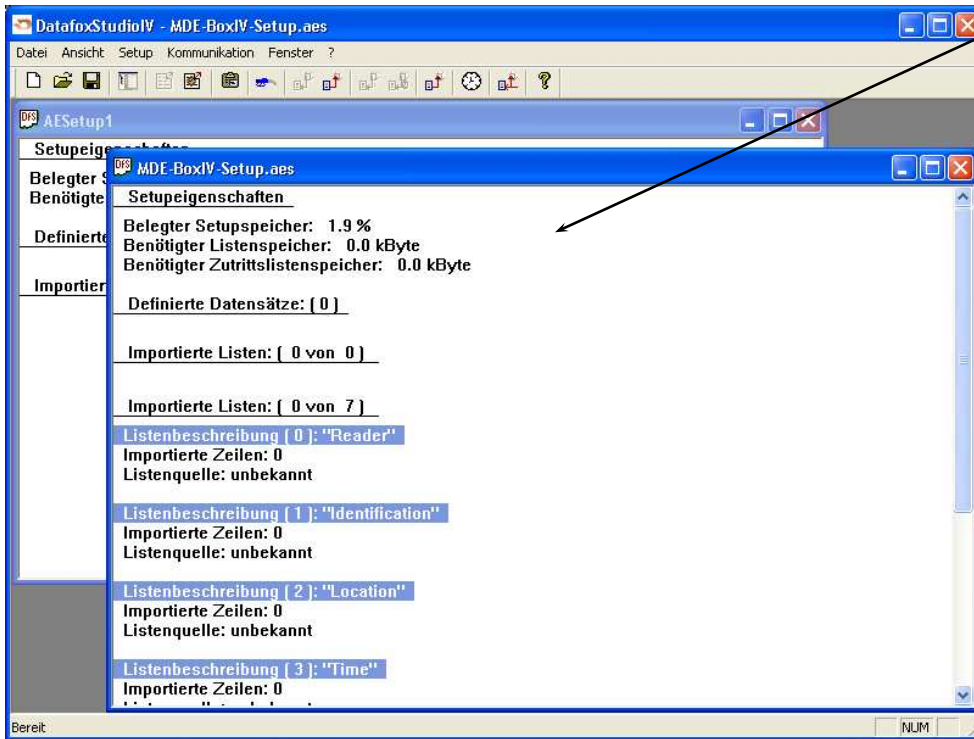 DatafoxStudioIV - MDE-BoxIV-Setup.aes
Datei Ansicht Setup Kommunikation Fenster ?
AESetup1
Belegter
Benötigte
MDE-BoxIV-Setup.aes
Setupeigenschaften
Belegter Setupspeicher: 1.9 %
Benötigter Listenspeicher: 0.0 kByte
Benötigter Zutrittslistenspeicher: 0.0 kByte
Definierte Datensätze: ( 0 )
Importierte Listen: ( 0 von 0 )
Importierte Listen: ( 0 von 7 )
Listenbeschreibung ( 0 ): "Reader"
Importierte Zeilen: 0
Listenquelle: unbekannt
Listenbeschreibung ( 1 ): "Identification"
Importierte Zeilen: 0
Listenquelle: unbekannt
Listenbeschreibung ( 2 ): "Location"
Importierte Zeilen: 0
Listenquelle: unbekannt
Listenbeschreibung ( 3 ): "Time"
Importierte Zeilen: 0
Bereit NUM